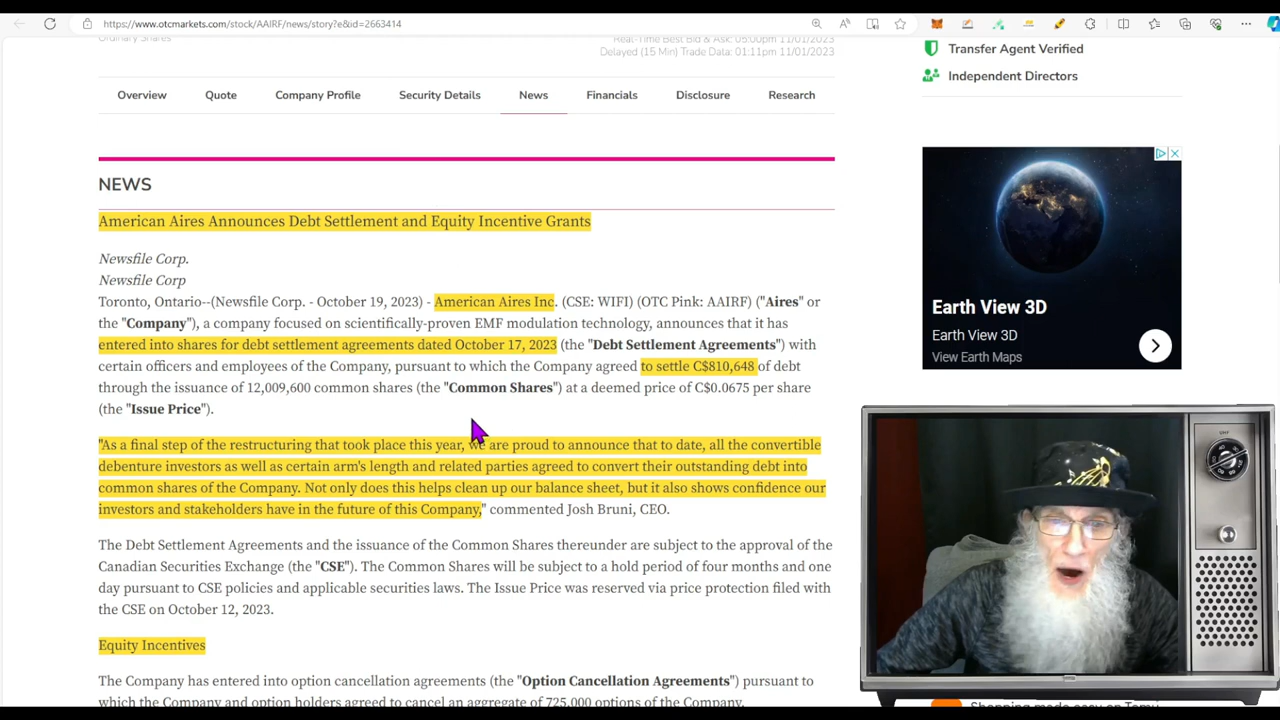 https://www.otcmarkets.com/stock/AAIRF/news/story?e&id=2663414
Ordinary Shares
Real-Time Best Bid & Ask: 05:00pm 11/01/2023
Delayed (15 Min) Trade Data: 01:11pm 11/01/2023
Transfer Agent Verified
Independent Directors
Overview Quote Company Profile Security Details News Financials Disclosure Research
NEWS
American Aires Announces Debt Settlement and Equity Incentive Grants
Newsfile Corp.
Newsfile Corp
Toronto, Ontario--(Newsfile Corp. - October 19, 2023) - American Aires Inc. (CSE: WIFI) (OTC Pink: AAIRF) ("Aires" or
the "Company"), a company focused on scientifically-proven EMF modulation technology, announces that it has
entered into shares for debt settlement agreements dated October 17, 2023 (the "Debt Settlement Agreements") with
certain officers and employees of the Company, pursuant to which the Company agreed to settle C$810,648 of debt
through the issuance of 12,009,600 common shares (the "Common Shares") at a deemed price of C$0.0675 per share
(the "Issue Price").
"As a final step of the restructuring that took place this year, we are proud to announce that to date, all the convertible
debenture investors as well as certain arm's length and related parties agreed to convert their outstanding debt into
common shares of the Company. Not only does this helps clean up our balance sheet, but it also shows confidence our
investors and stakeholders have in the future of this Company," commented Josh Bruni, CEO.
The Debt Settlement Agreements and the issuance of the Common Shares thereunder are subject to the approval of the
Canadian Securities Exchange (the "CSE"). The Common Shares will be subject to a hold period of four months and one
day pursuant to CSE policies and applicable securities laws. The Issue Price was reserved via price protection filed with
the CSE on October 12, 2023.
Equity Incentives
The Company has entered into option cancellation agreements (the "Option Cancellation Agreements") pursuant to
which the Company and option holders agreed to cancel an aggregate of 725,000 options of the Company.
Earth View 3D
Earth View 3D
View Earth Maps
Shopping made easy on Temu